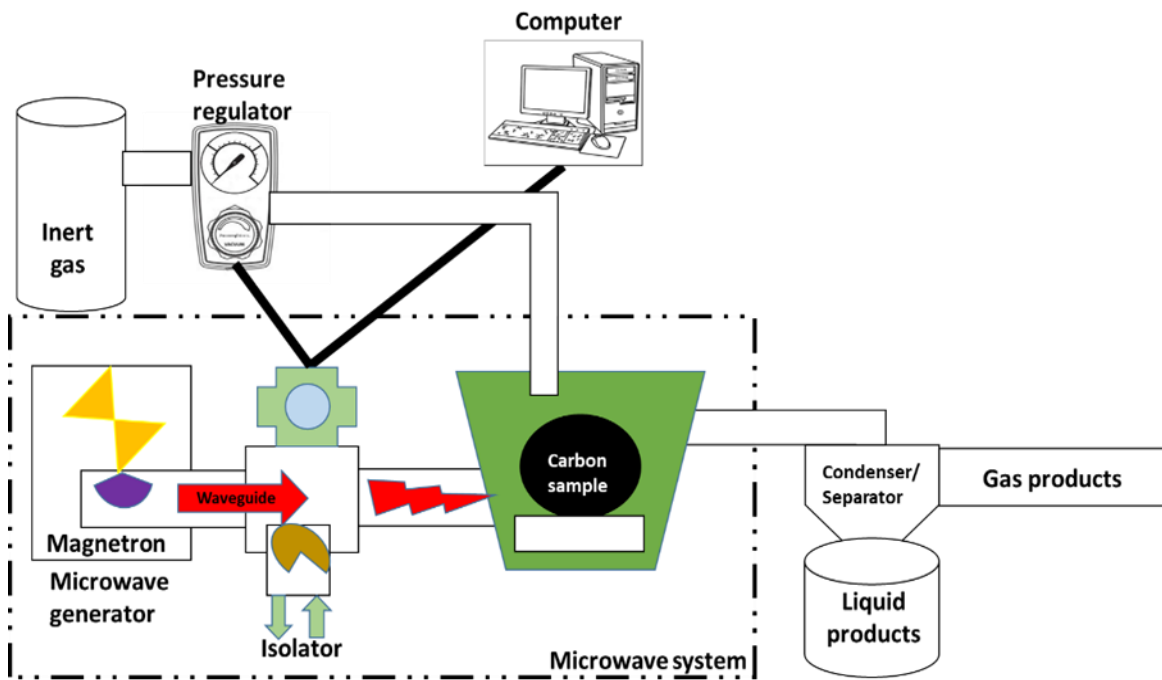 Computer
Pressure
regulator
Inert
gas
Carbon
sample
Waveguide
Magnetron
Microwave
generator
Isolator
Microwave system
Condenser/
Separator
Gas products
Liquid
products